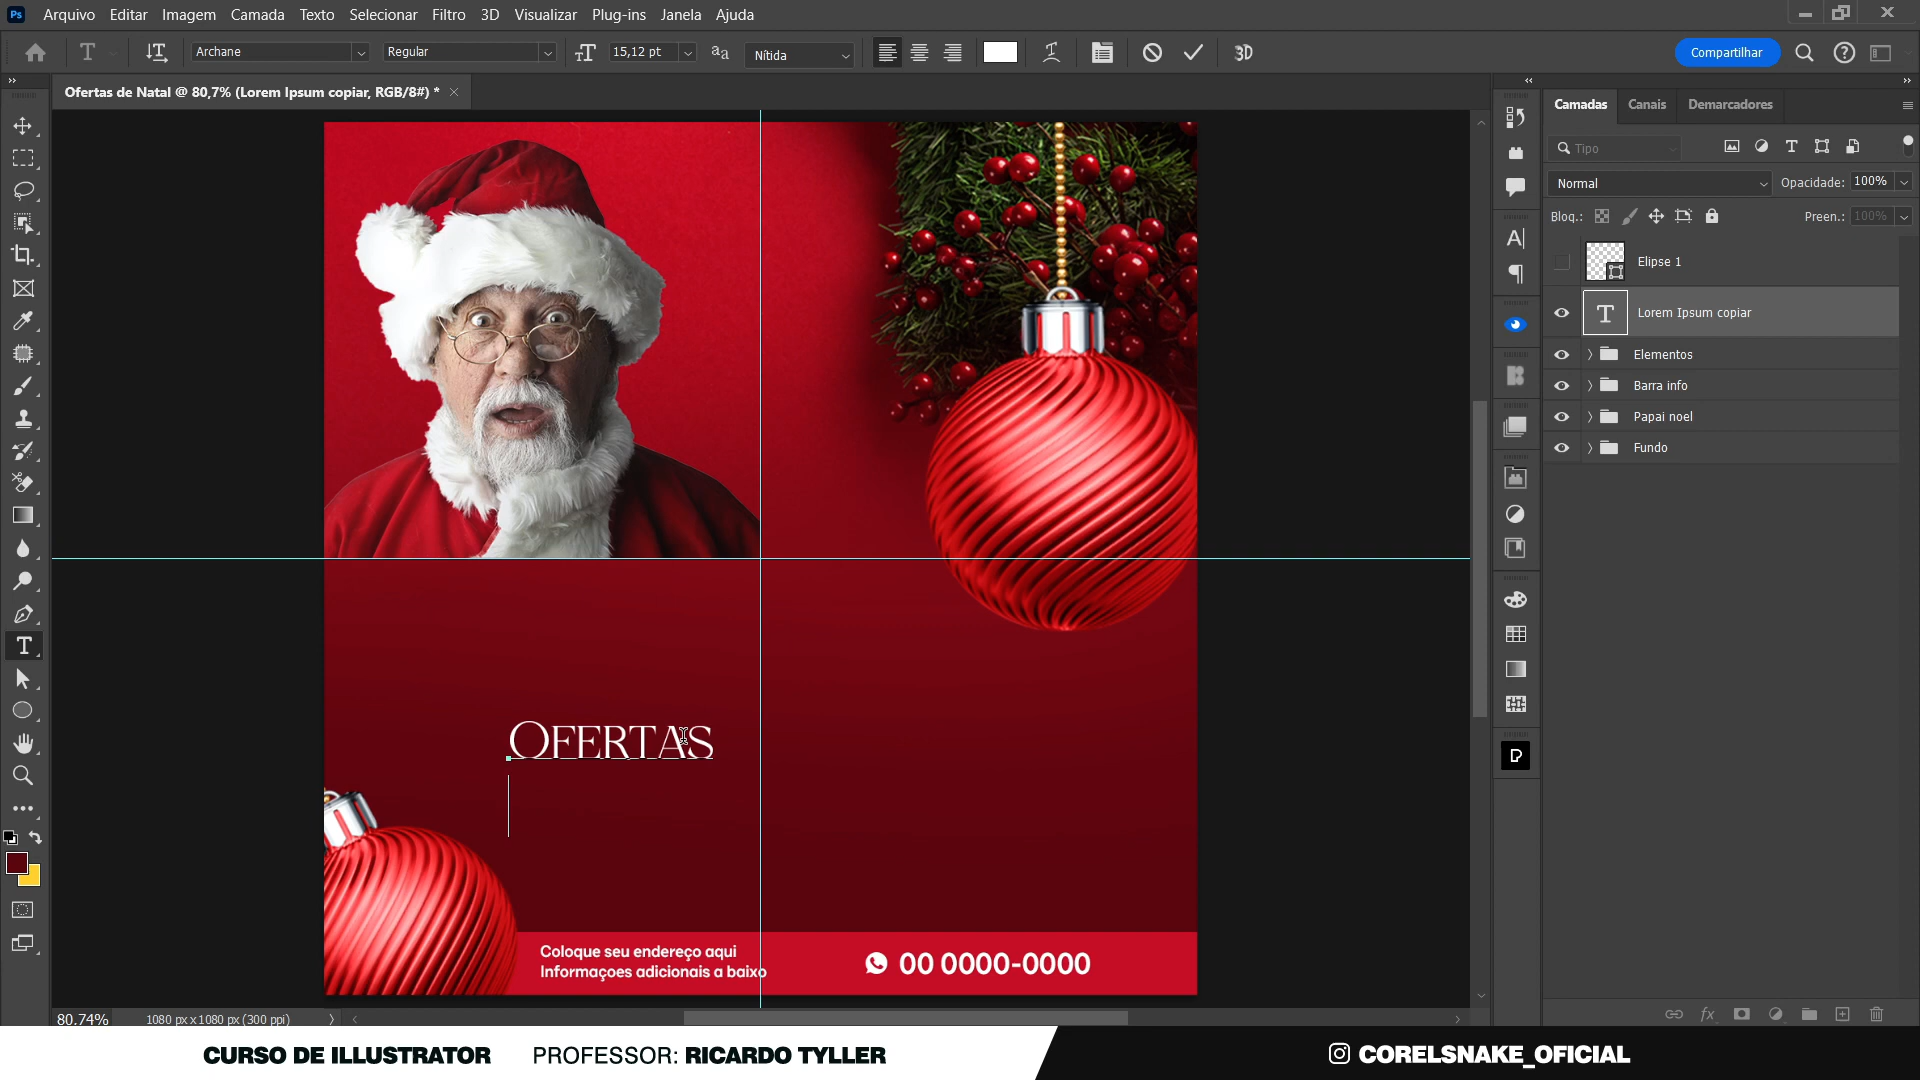 Ps Arquivo Editar Imagem Camada Texto Selecionar Filtro 3D Visualizar Plug-ins Janela Ajuda
T Archane Regular 15,12 pt aa Nítida 3D Compartilhar
Ofertas de Natal @ 80,7% (Lorem Ipsum copiar, RGB/8#) *
Camadas Canais Demarcadores
Tipo
Normal Opacidade: 100%
Bloq.: Preen.: 100%
Elipse 1
T Lorem Ipsum copiar
Elementos
Barra info
Papai noel
Fundo
OFERTAS
Coloque seu endereço aqui
Informaçoes adicionais a baixo
00 0000-0000
80,74% 1080 px x 1080 px (300 ppi)
fx
CURSO DE ILLUSTRATOR PROFESSOR: RICARDO TYLLER CORELSNAKE_OFICIAL